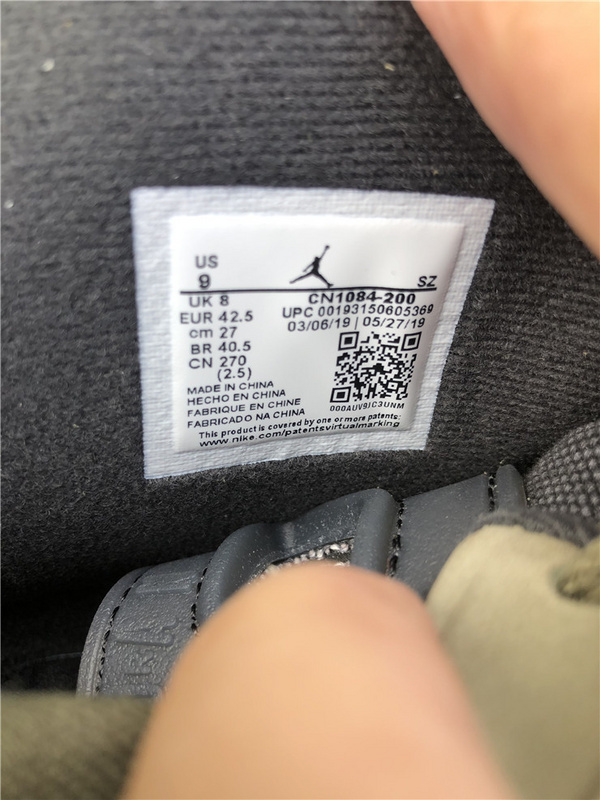 US
9
SZ
UK 8
CN1084-200
EUR 42.5
UPC 00193150605369
cm 27
03/06/19 | 05/27/19
BR 40.5
CN 270
(2.5)
MADE IN CHINA
HECHO EN CHINA
FABRIQUE EN CHINE
FABRICADO NA CHINA
000AUV9IC3UNM
This product is covered by one or more patents:
www.nike.com/patentsvirtualmarking